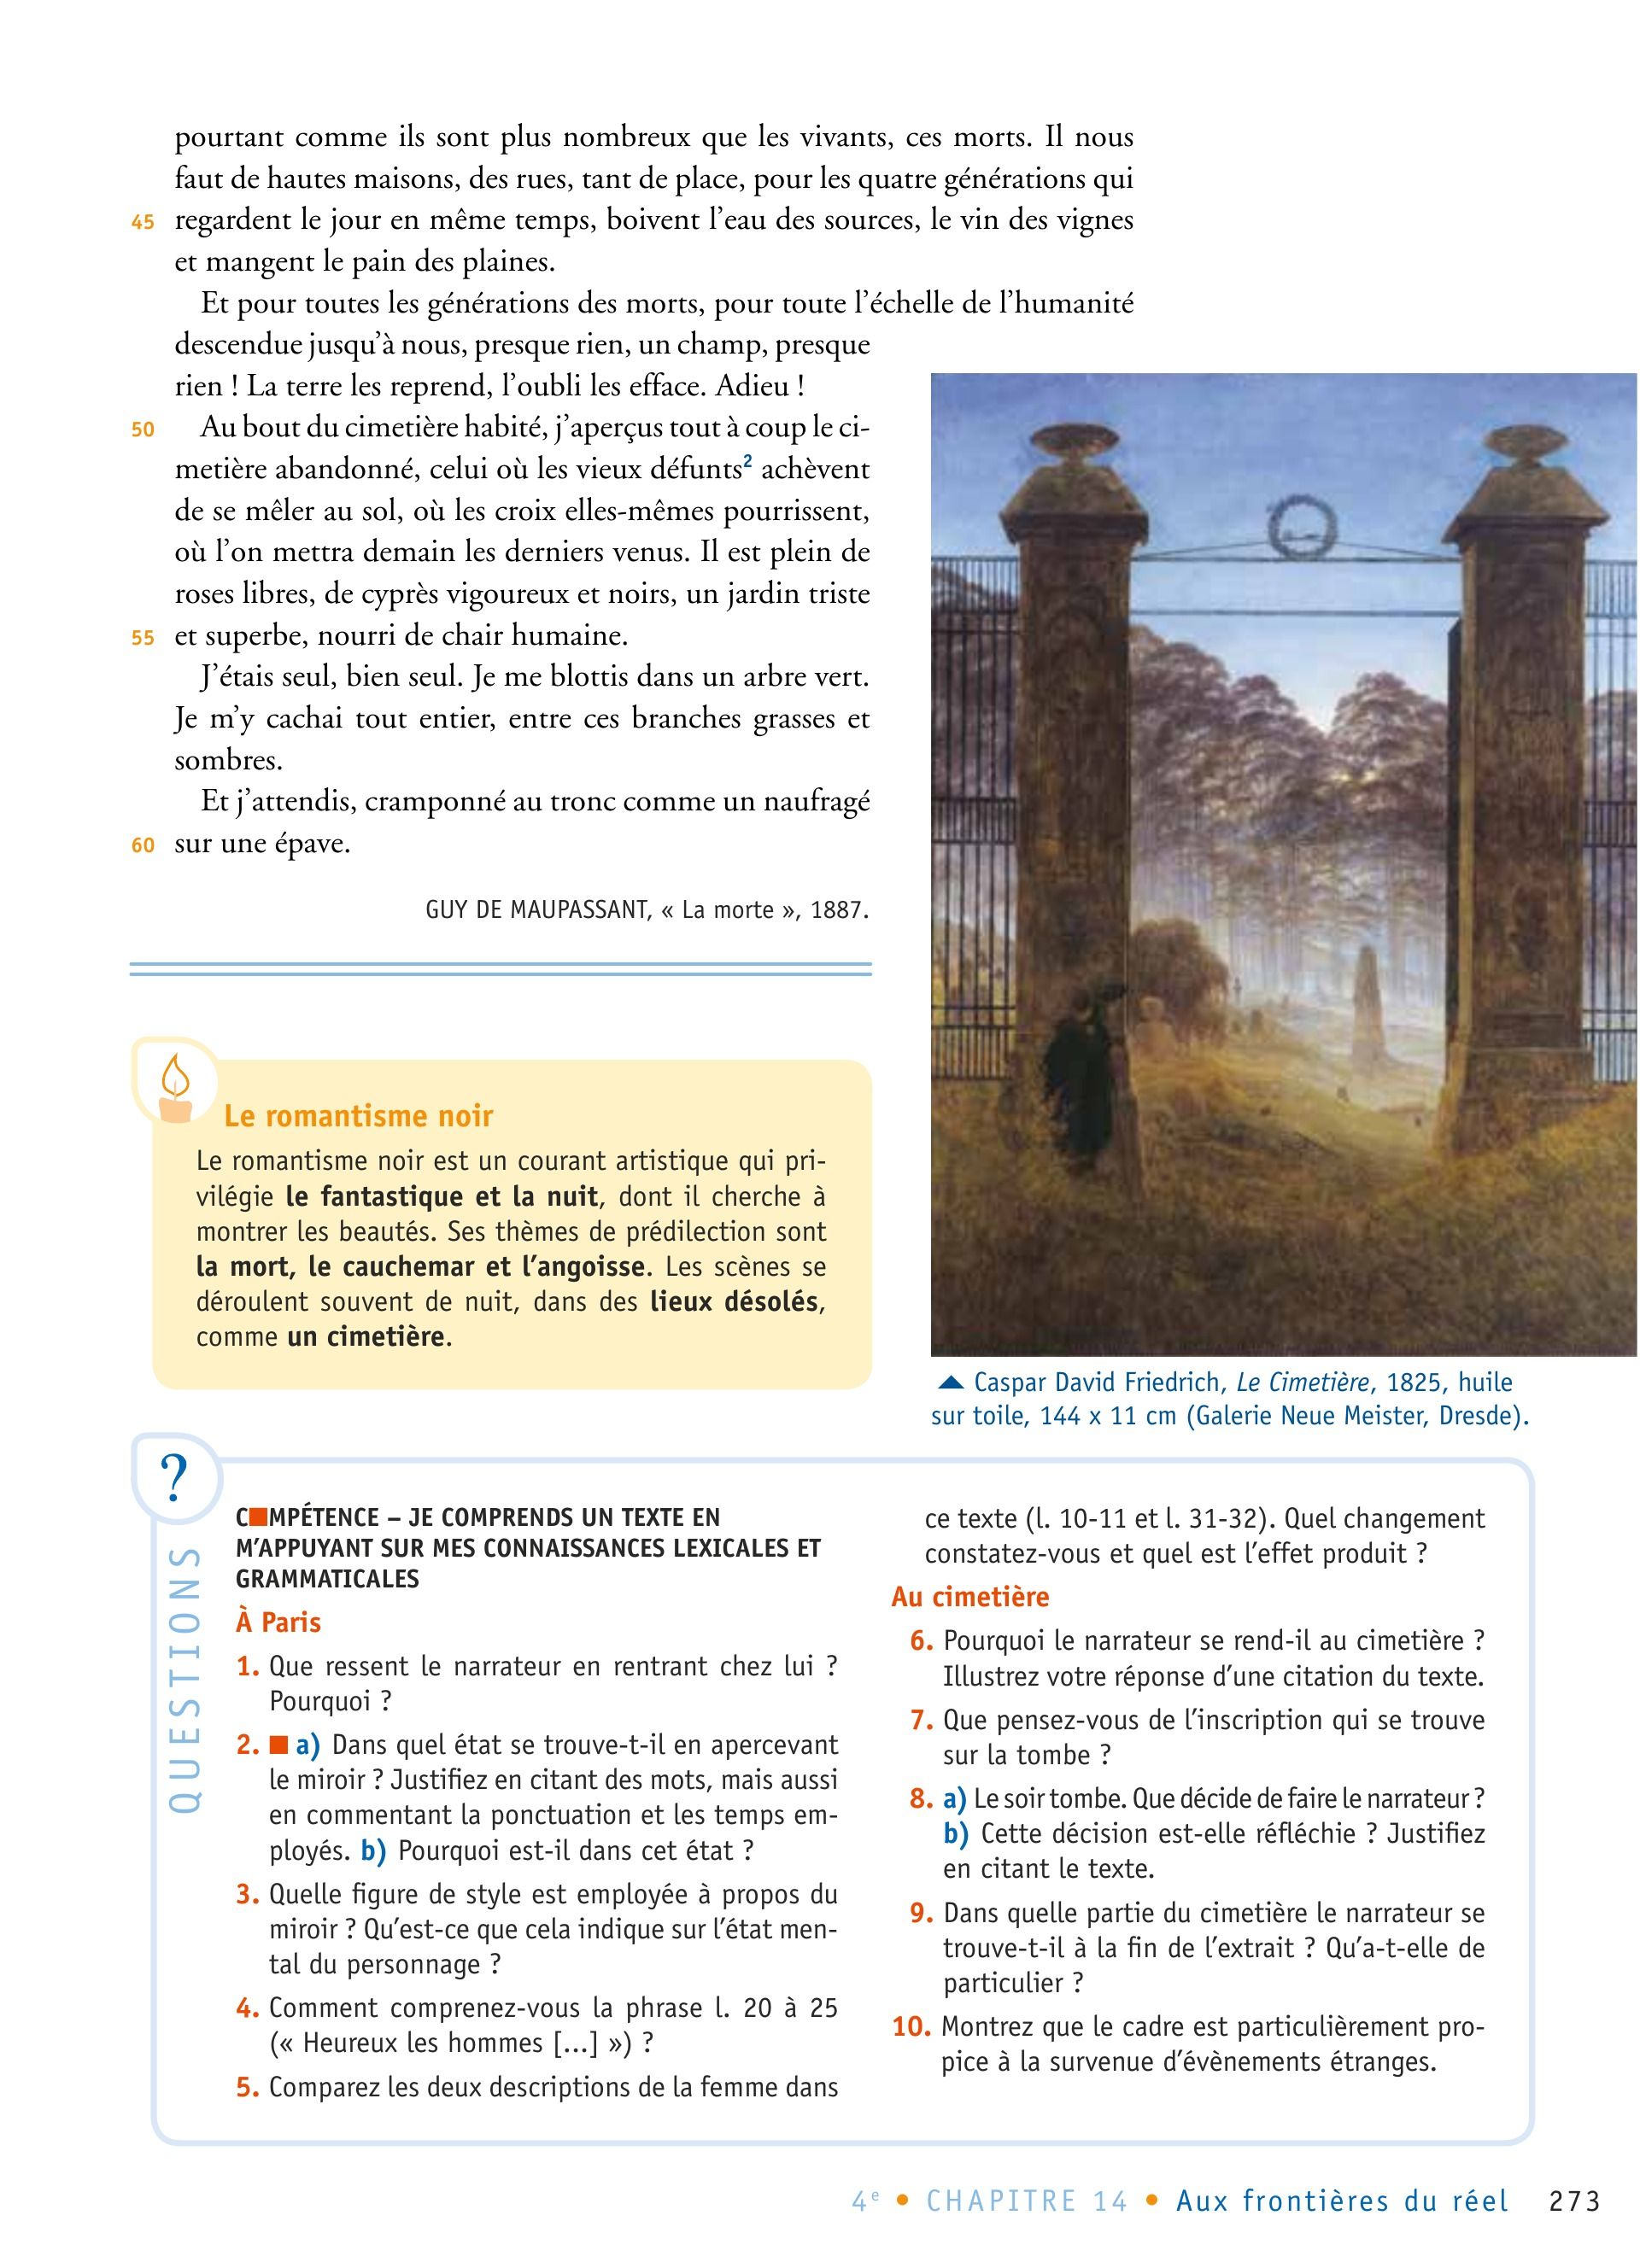 pourtant comme ils sont plus nombreux que les vivants, ces morts. Il nous
faut de hautes maisons, des rues, tant de place, pour les quatre générations qui
45 regardent le jour en même temps, boivent l'eau des sources, le vin des vignes
et mangent le pain des plaines.
Et pour toutes les générations des morts, pour toute l'échelle de l'humanité
descendue jusqu'à nous, presque rien, un champ, presque
rien ! La terre les reprend, l'oubli les efface. Adieu !
50 Au bout du cimetière habité, j'aperçus tout à coup le ci-
metière abandonné, celui où les vieux défunts2 achèvent
de se mêler au sol, où les croix elles-mêmes pourrissent,
où l'on mettra demain les derniers venus. Il est plein de
roses libres, de cyprès vigoureux et noirs, un jardin triste
55 et superbe, nourri de chair humaine.
J'étais seul, bien seul. Je me blottis dans un arbre vert.
Je m'y cachai tout entier, entre ces branches grasses et
sombres.
Et j'attendis, cramponné au tronc comme un naufragé
60 sur une épave.
GUY DE MAUPASSANT, « La morte », 1887.
Le romantisme noir
Le romantisme noir est un courant artistique qui pri-
vilégie le fantastique et la nuit, dont il cherche à
montrer les beautés. Ses thèmes de prédilection sont
la mort, le cauchemar et l'angoisse. Les scènes se
déroulent souvent de nuit, dans des lieux désolés,
comme un cimetière.
▲ Caspar David Friedrich, Le Cimetière, 1825, huile
sur toile, 144 x 11 cm (Galerie Neue Meister, Dresde).
?
QUESTIONS
C■MPÉTENCE – JE COMPRENDS UN TEXTE EN
M'APPUYANT SUR MES CONNAISSANCES LEXICALES ET
GRAMMATICALES
À Paris
1. Que ressent le narrateur en rentrant chez lui ?
Pourquoi ?
2. ■ a) Dans quel état se trouve-t-il en apercevant
le miroir ? Justifiez en citant des mots, mais aussi
en commentant la ponctuation et les temps em-
ployés. b) Pourquoi est-il dans cet état ?
3. Quelle figure de style est employée à propos du
miroir ? Qu'est-ce que cela indique sur l'état men-
tal du personnage ?
4. Comment comprenez-vous la phrase l. 20 à 25
(« Heureux les hommes [...] ») ?
5. Comparez les deux descriptions de la femme dans
ce texte (l. 10-11 et l. 31-32). Quel changement
constatez-vous et quel est l'effet produit ?
Au cimetière
6. Pourquoi le narrateur se rend-il au cimetière ?
Illustrez votre réponse d'une citation du texte.
7. Que pensez-vous de l'inscription qui se trouve
sur la tombe ?
8. a) Le soir tombe. Que décide de faire le narrateur ?
b) Cette décision est-elle réfléchie ? Justifiez
en citant le texte.
9. Dans quelle partie du cimetière le narrateur se
trouve-t-il à la fin de l'extrait ? Qu'a-t-elle de
particulier ?
10. Montrez que le cadre est particulièrement pro-
pice à la survenue d'évènements étranges.
4e • CHAPITRE 14 • Aux frontières du réel 273